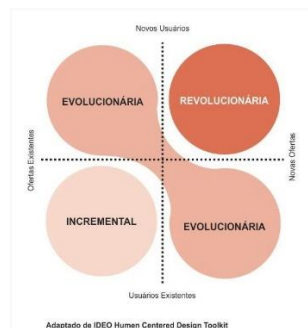 Novos Usuários
EVOLUCIONÁRIA
REVOLUCIONÁRIA
Ofertas Existentes
Novas Ofertas
INCREMENTAL
EVOLUCIONÁRIA
Usuários Existentes
Adaptado de IDEO Human Centered Design Toolkit